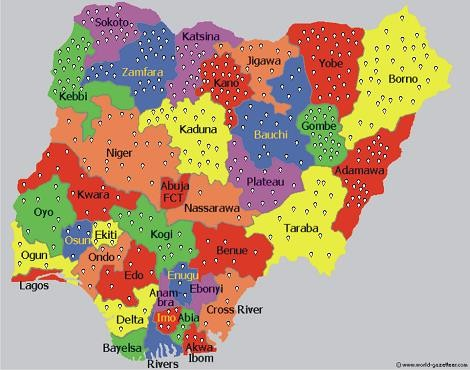 Sokoto
Katsina
Zamfara
Jigawa
Yobe
Borno
Kebbi
Kano
Kaduna
Bauchi
Gombe
Niger
Adamawa
Plateau
Kwara
Abuja
FCT
Nassarawa
Taraba
Oyo
Osun
Ekiti
Kogi
Benue
Ogun
Ondo
Lagos
Edo
Enugu
Anam
bra
Ebonyi
Cross River
Delta
Imo
Abia
Bayelsa
Rivers
Akwa
Ibom
© www.world-gazetteer.com